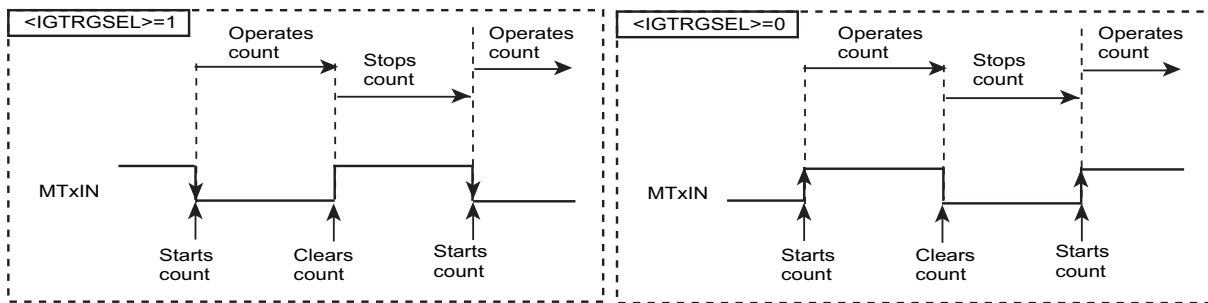 <IGTRGSEL>=1
Operates
count
Stops
count
Operates
count
MTxIN
Starts
count
Clears
count
Starts
count
<IGTRGSEL>=0
Operates
count
Stops
count
Operates
count
MTxIN
Starts
count
Clears
count
Starts
count